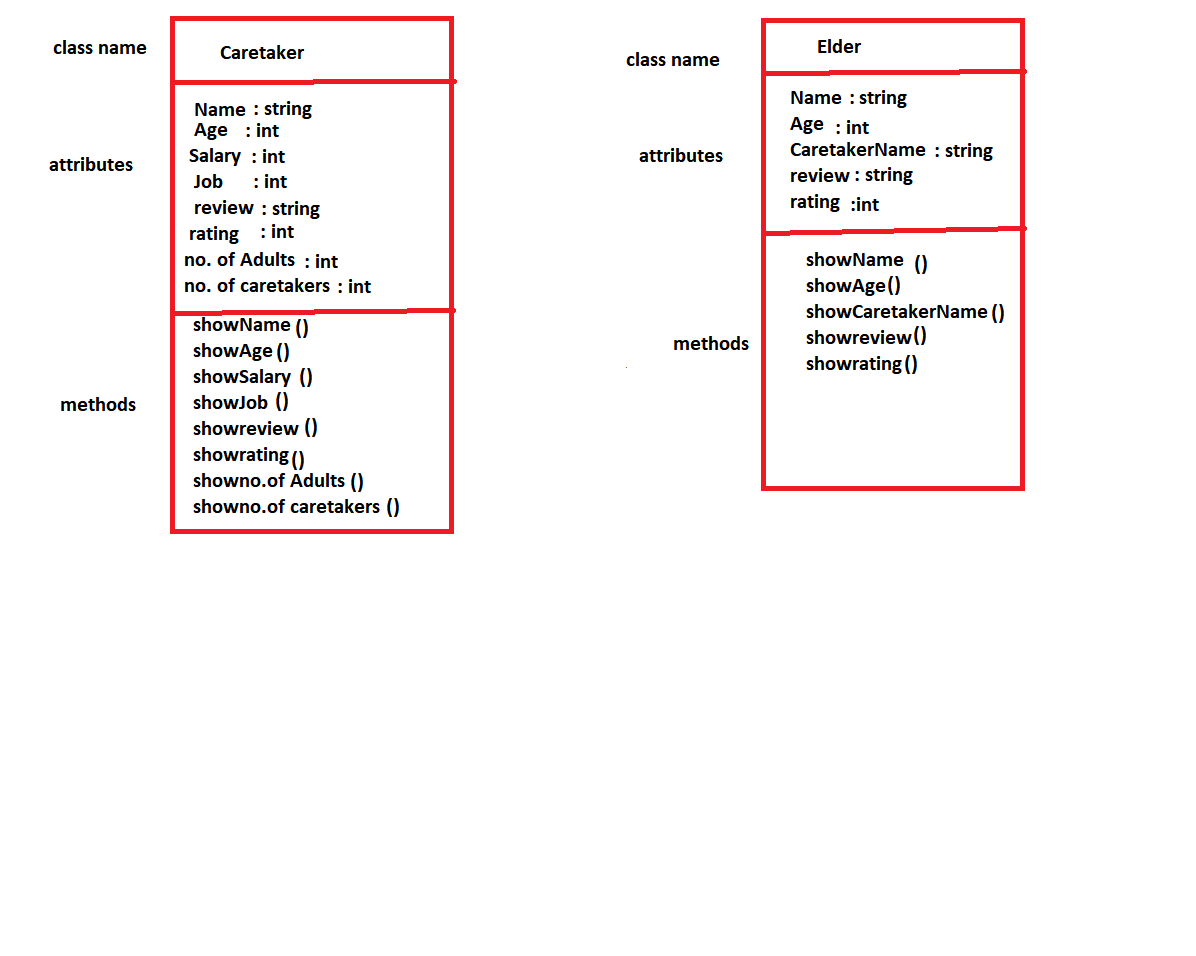 class name
Caretaker
attributes
Name : string
Age : int
Salary : int
Job : int
review : string
rating : int
no. of Adults : int
no. of caretakers : int
methods
showName ()
showAge ()
showSalary ()
showJob ()
showreview ()
showrating ()
showno.of Adults ()
showno.of caretakers ()
class name
Elder
attributes
Name : string
Age : int
CaretakerName : string
review : string
rating :int
methods
showName ()
showAge ()
showCaretakerName ()
showreview ()
showrating ()